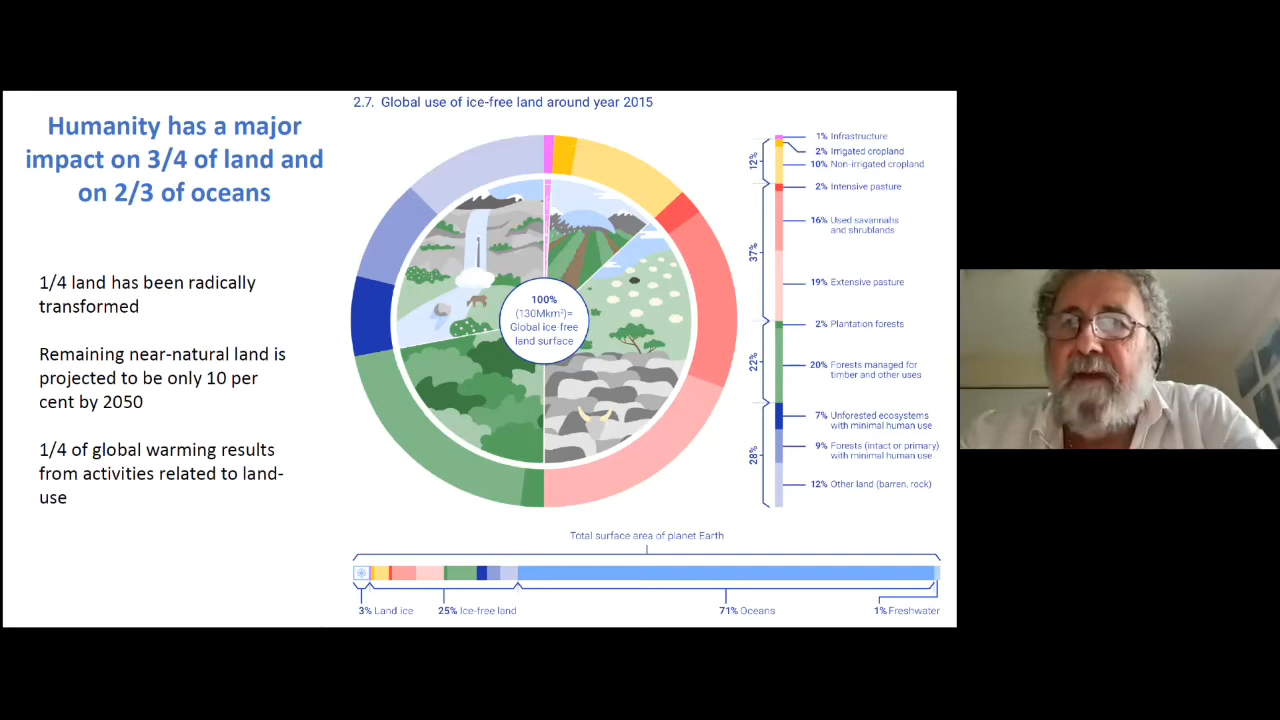 Humanity has a major
impact on 3/4 of land and
on 2/3 of oceans
1/4 land has been radically
transformed
Remaining near-natural land is
projected to be only 10 per
cent by 2050
1/4 of global warming results
from activities related to land-
use
2.7. Global use of ice-free land around year 2015
100%
(130Mkm²)=
Global ice-free
land surface
12%
37%
22%
28%
1% Infrastructure
2% Irrigated cropland
10% Non-irrigated cropland
2% Intensive pasture
16% Used savannahs
and shrublands
19% Extensive pasture
2% Plantation forests
20% Forests managed for
timber and other uses
7% Unforested ecosystems
with minimal human use
9% Forests (intact or primary)
with minimal human use
12% Other land (barren, rock)
Total surface area of planet Earth
3% Land ice
25% Ice-free land
71% Oceans
1% Freshwater